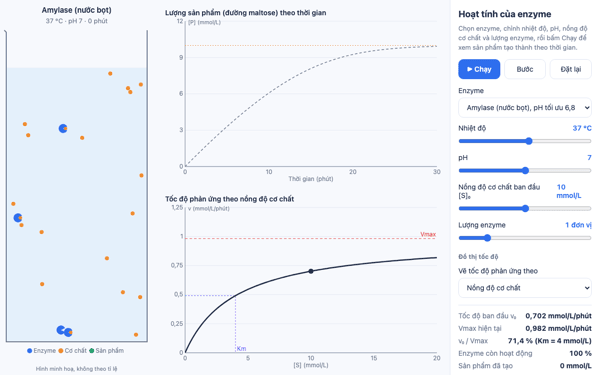 Amylase (nước bọt)
37 °C · pH 7 · 0 phút
Enzyme
Cơ chất
Sản phẩm
Hình minh hoạ, không theo tỉ lệ
Lượng sản phẩm (đường maltose) theo thời gian
[P] (mmol/L)
12
9
6
3
0
0
10
20
30
Thời gian (phút)
Tốc độ phản ứng theo nồng độ cơ chất
v (mmol/L/phút)
1,25
1
0,75
0,5
0,25
0
Vmax
Km
0
5
10
15
20
[S] (mmol/L)
Hoạt tính của enzyme
Chọn enzyme, chỉnh nhiệt độ, pH, nồng độ
cơ chất và lượng enzyme, rồi bấm Chạy để
xem sản phẩm tạo thành theo thời gian.
Chạy
Bước
Đặt lại
Enzyme
Amylase (nước bọt), pH tối ưu 6,8
Nhiệt độ
37 °C
pH
7
Nồng độ cơ chất ban đầu
[S]₀
10
mmol/L
Lượng enzyme
1 đơn vị
Đồ thị tốc độ
Vẽ tốc độ phản ứng theo
Nồng độ cơ chất
Tốc độ ban đầu v₀ 0,702 mmol/L/phút
Vmax hiện tại 0,982 mmol/L/phút
v₀ / Vmax 71,4 % (Km = 4 mmol/L)
Enzyme còn hoạt động 100 %
Sản phẩm đã tạo 0 mmol/L